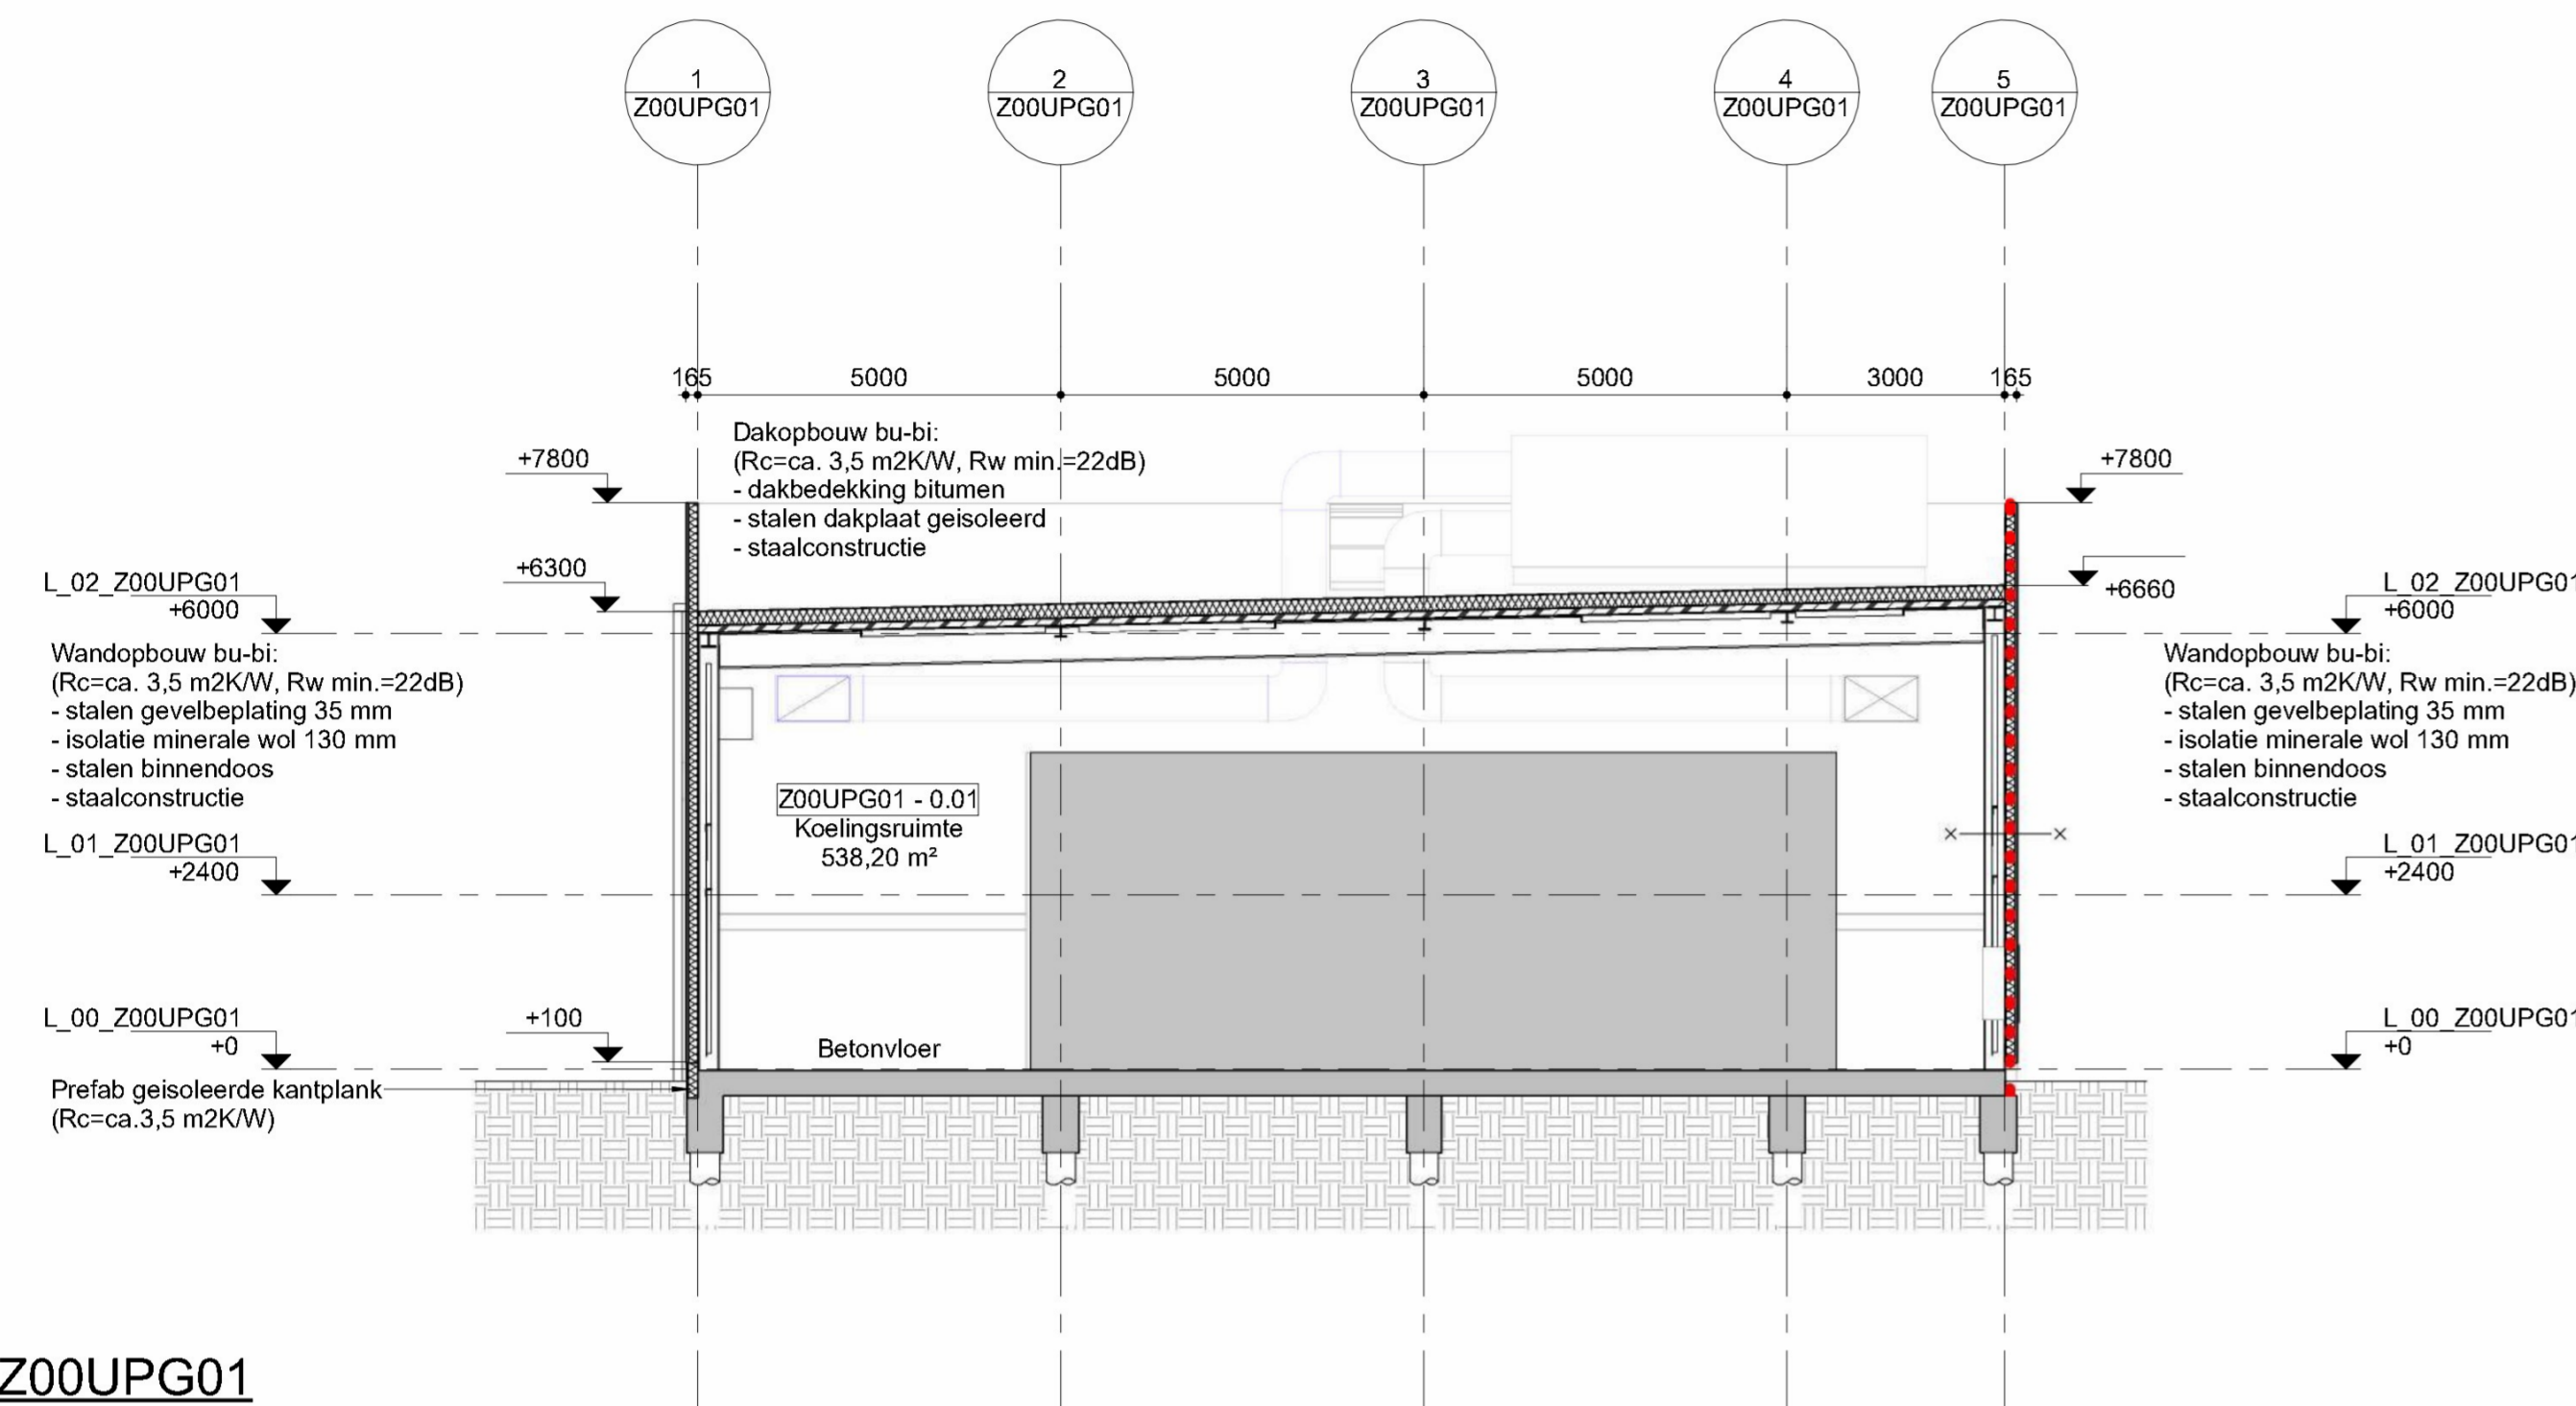 1
Z00UPG01
2
Z00UPG01
3
Z00UPG01
4
Z00UPG01
5
Z00UPG01
165
5000
5000
5000
3000
165
Dakopbouw bu-bi:
(Rc=ca. 3,5 m2K/W, Rw min.=22dB)
- dakbedekking bitumen
- stalen dakplaat geisoleerd
- staalconstructie
+7800
+6300
L_02_Z00UPG01
+6000
Wandopbouw bu-bi:
(Rc=ca. 3,5 m2K/W, Rw min.=22dB)
- stalen gevelbeplating 35 mm
- isolatie minerale wol 130 mm
- stalen binnendoos
- staalconstructie
L_01_Z00UPG01
+2400
L_00_Z00UPG01
+0
+100
Prefab geisoleerde kantplank
(Rc=ca.3,5 m2K/W)
Z00UPG01 - 0.01
Koelingsruimte
538,20 m²
Betonvloer
+7800
+6660
L_02_Z00UPG01
+6000
Wandopbouw bu-bi:
(Rc=ca. 3,5 m2K/W, Rw min.=22dB)
- stalen gevelbeplating 35 mm
- isolatie minerale wol 130 mm
- stalen binnendoos
- staalconstructie
L_01_Z00UPG01
+2400
L_00_Z00UPG01
+0
Z00UPG01